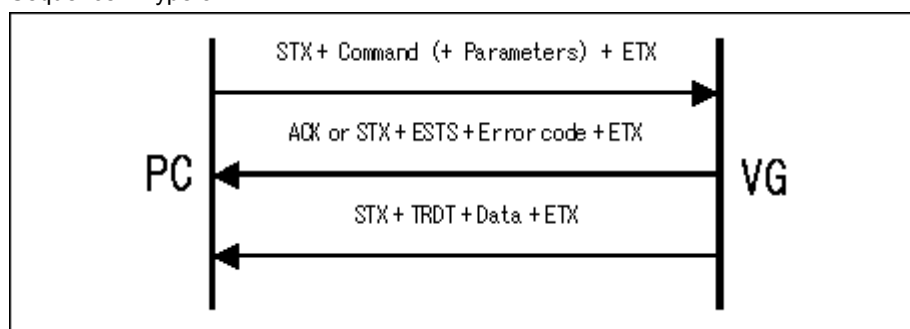 STX + Command (+ Parameters) + ETX
ACK or STX + ESTS + Error code + ETX
PC
VG
STX + TRDT + Data + ETX